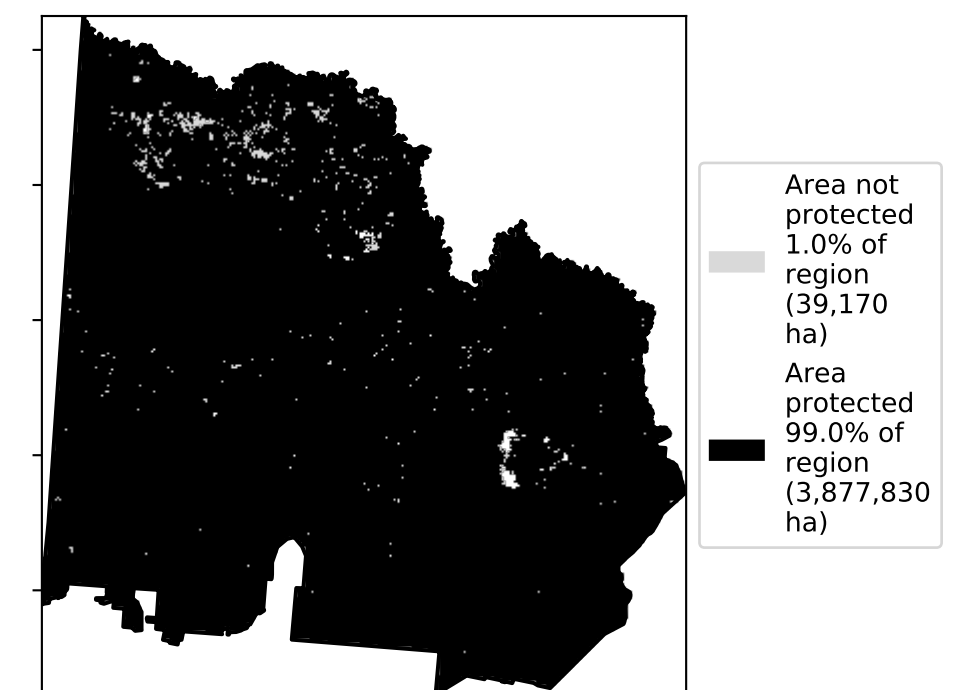 Area not
protected
1.0% of
region
(39,170
ha)
Area
protected
99.0% of
region
(3,877,830
ha)